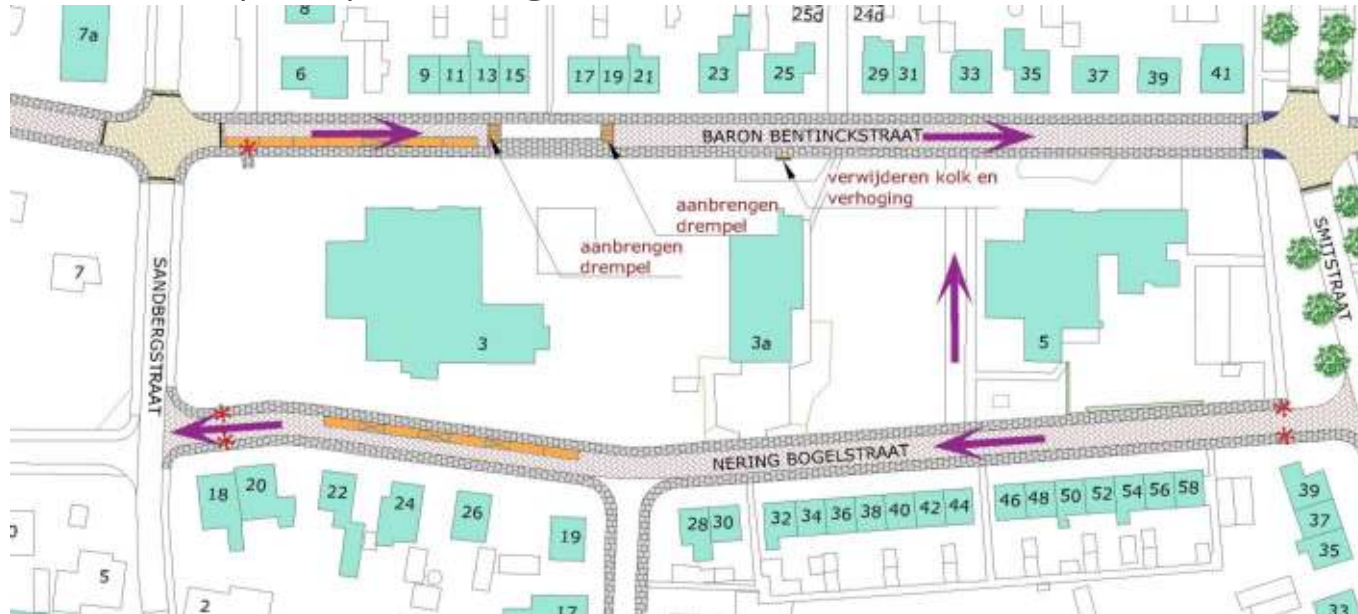 7a
8
6
9 11 13 15
17 19 21
23
25d
25
24d
29 31
33
35
37
39
41
BARON BENTINCKSTRAAT
verwijderen kolk en
verhoging
aanbrengen
drempel
aanbrengen
drempel
7
SANDBERGSTRAAT
SMITSTRAAT
3
3a
5
NERING BOGELSTRAAT
18
20
22
24
26
19
28 30
32 34 36 38 40 42 44
46 48 50 52 54 56 58
39
37
35
33
5
2
17